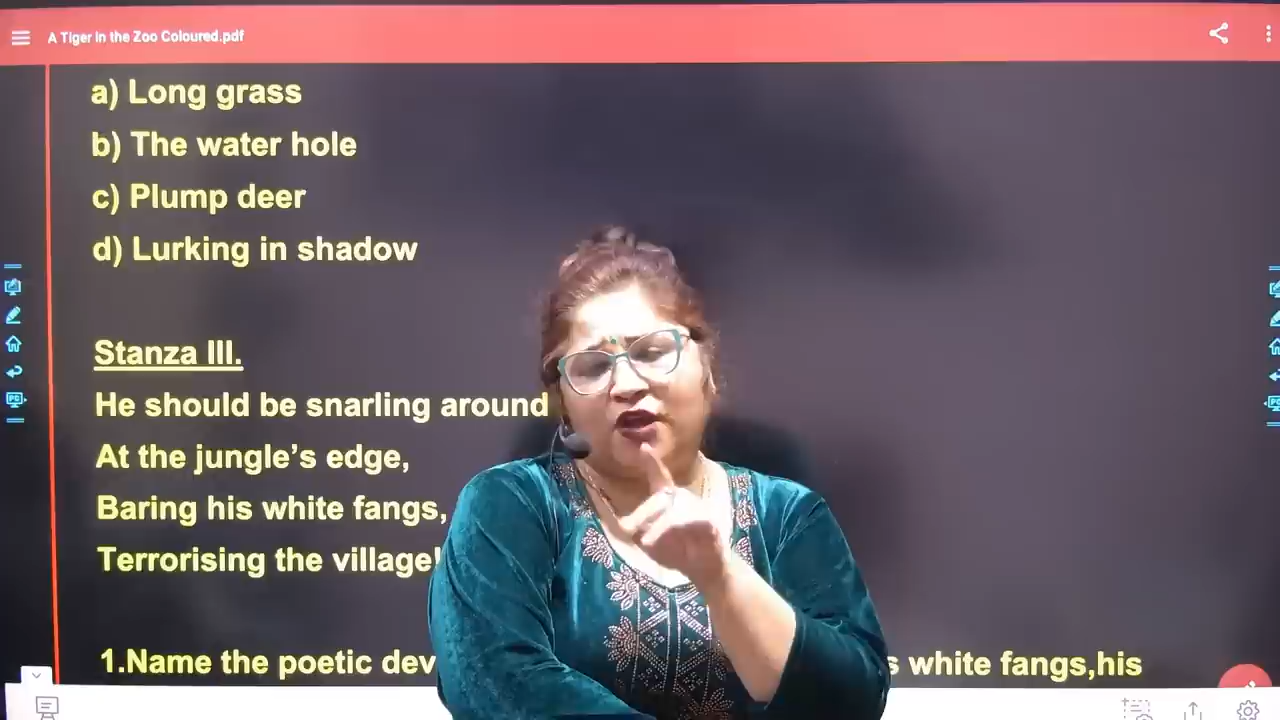 A Tiger in the Zoo Coloured.pdf
a) Long grass
b) The water hole
c) Plump deer
d) Lurking in shadow
Stanza III.
He should be snarling around
At the jungle's edge,
Baring his white fangs,
Terrorising the village!
1.Name the poetic white fangs,his